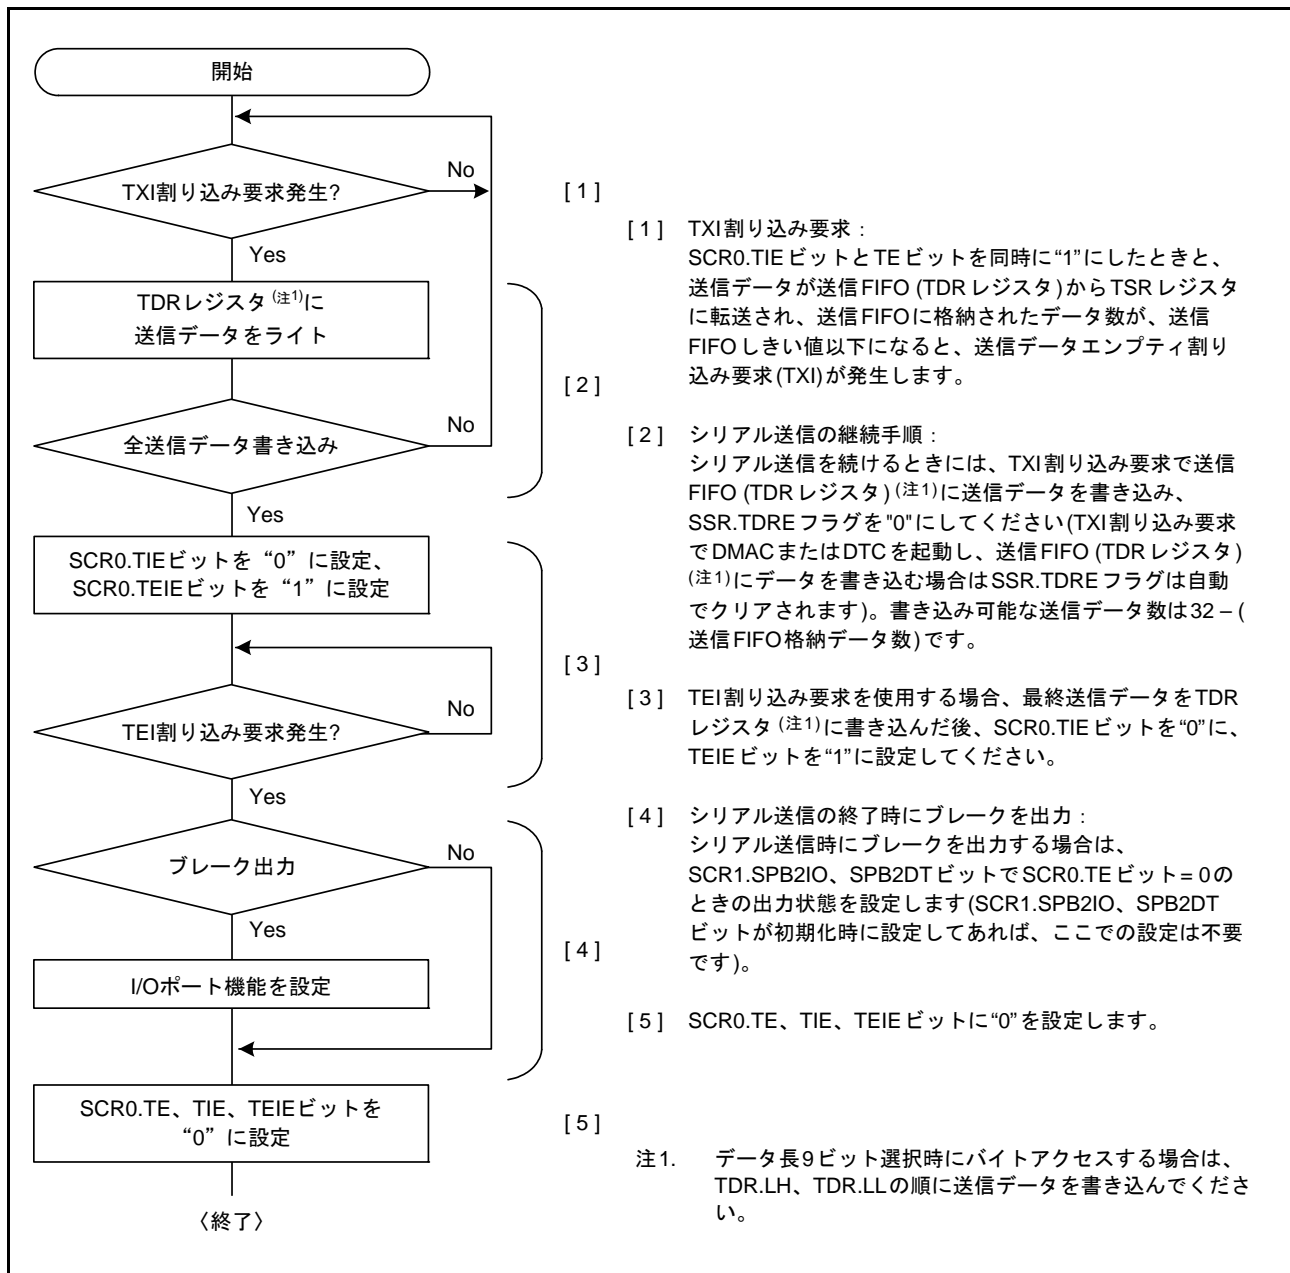 開始
TXI割り込み要求発生?
No
Yes
[ 1 ]
TDRレジスタ(注1)に
送信データをライト
[ 2 ]
全送信データ書き込み
No
Yes
SCR0.TIEビットを“0”に設定、
SCR0.TEIEビットを“1”に設定
[ 3 ]
TEI割り込み要求発生?
No
Yes
ブレーク出力
No
Yes
[ 4 ]
I/Oポート機能を設定
SCR0.TE、TIE、TEIEビットを
“0”に設定
[ 5 ]
〈終了〉
[ 1 ] TXI割り込み要求：
SCR0.TIEビットとTEビットを同時に“1”にしたときと、
送信データが送信FIFO (TDRレジスタ)からTSRレジスタ
に転送され、送信FIFOに格納されたデータ数が、送信
FIFOしきい値以下になると、送信データエンプティ割り
込み要求(TXI)が発生します。
[ 2 ] シリアル送信の継続手順：
シリアル送信を続けるときには、TXI割り込み要求で送信
FIFO (TDRレジスタ)(注1)に送信データを書き込み、
SSR.TDREフラグを"0"にしてください(TXI割り込み要求
でDMACまたはDTCを起動し、送信FIFO (TDRレジスタ)
(注1)にデータを書き込む場合はSSR.TDREフラグは自動
でクリアされます)。書き込み可能な送信データ数は32 – (
送信FIFO格納データ数)です。
[ 3 ] TEI割り込み要求を使用する場合、最終送信データをTDR
レジスタ(注1)に書き込んだ後、SCR0.TIEビットを“0”に、
TEIEビットを“1”に設定してください。
[ 4 ] シリアル送信の終了時にブレークを出力：
シリアル送信時にブレークを出力する場合は、
SCR1.SPB2IO、SPB2DTビットでSCR0.TEビット= 0の
ときの出力状態を設定します(SCR1.SPB2IO、SPB2DT
ビットが初期化時に設定してあれば、ここでの設定は不要
です)。
[ 5 ] SCR0.TE、TIE、TEIEビットに“0”を設定します。
注1. データ長9ビット選択時にバイトアクセスする場合は、
TDR.LH、TDR.LLの順に送信データを書き込んでくださ
い。